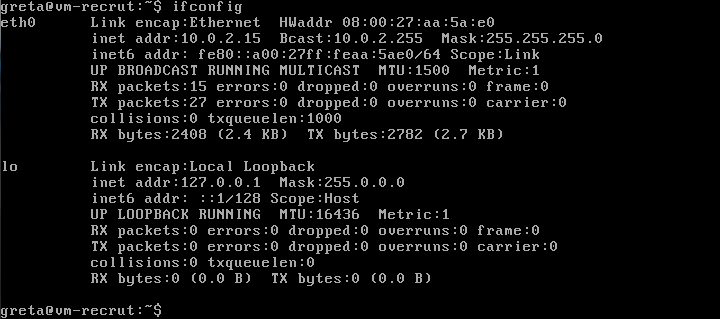 greta@vm-recrut:~$ ifconfig
eth0      Link encap:Ethernet  HWaddr 08:00:27:aa:5a:e0
          inet addr:10.0.2.15  Bcast:10.0.2.255  Mask:255.255.255.0
          inet6 addr: fe80::a00:27ff:feaa:5ae0/64 Scope:Link
          UP BROADCAST RUNNING MULTICAST  MTU:1500  Metric:1
          RX packets:15 errors:0 dropped:0 overruns:0 frame:0
          TX packets:27 errors:0 dropped:0 overruns:0 carrier:0
          collisions:0 txqueuelen:1000
          RX bytes:2408 (2.4 KB)  TX bytes:2782 (2.7 KB)
lo        Link encap:Local Loopback
          inet addr:127.0.0.1  Mask:255.0.0.0
          inet6 addr: ::1/128 Scope:Host
          UP LOOPBACK RUNNING  MTU:16436  Metric:1
          RX packets:0 errors:0 dropped:0 overruns:0 frame:0
          TX packets:0 errors:0 dropped:0 overruns:0 carrier:0
          collisions:0 txqueuelen:0
          RX bytes:0 (0.0 B)  TX bytes:0 (0.0 B)
greta@vm-recrut:~$